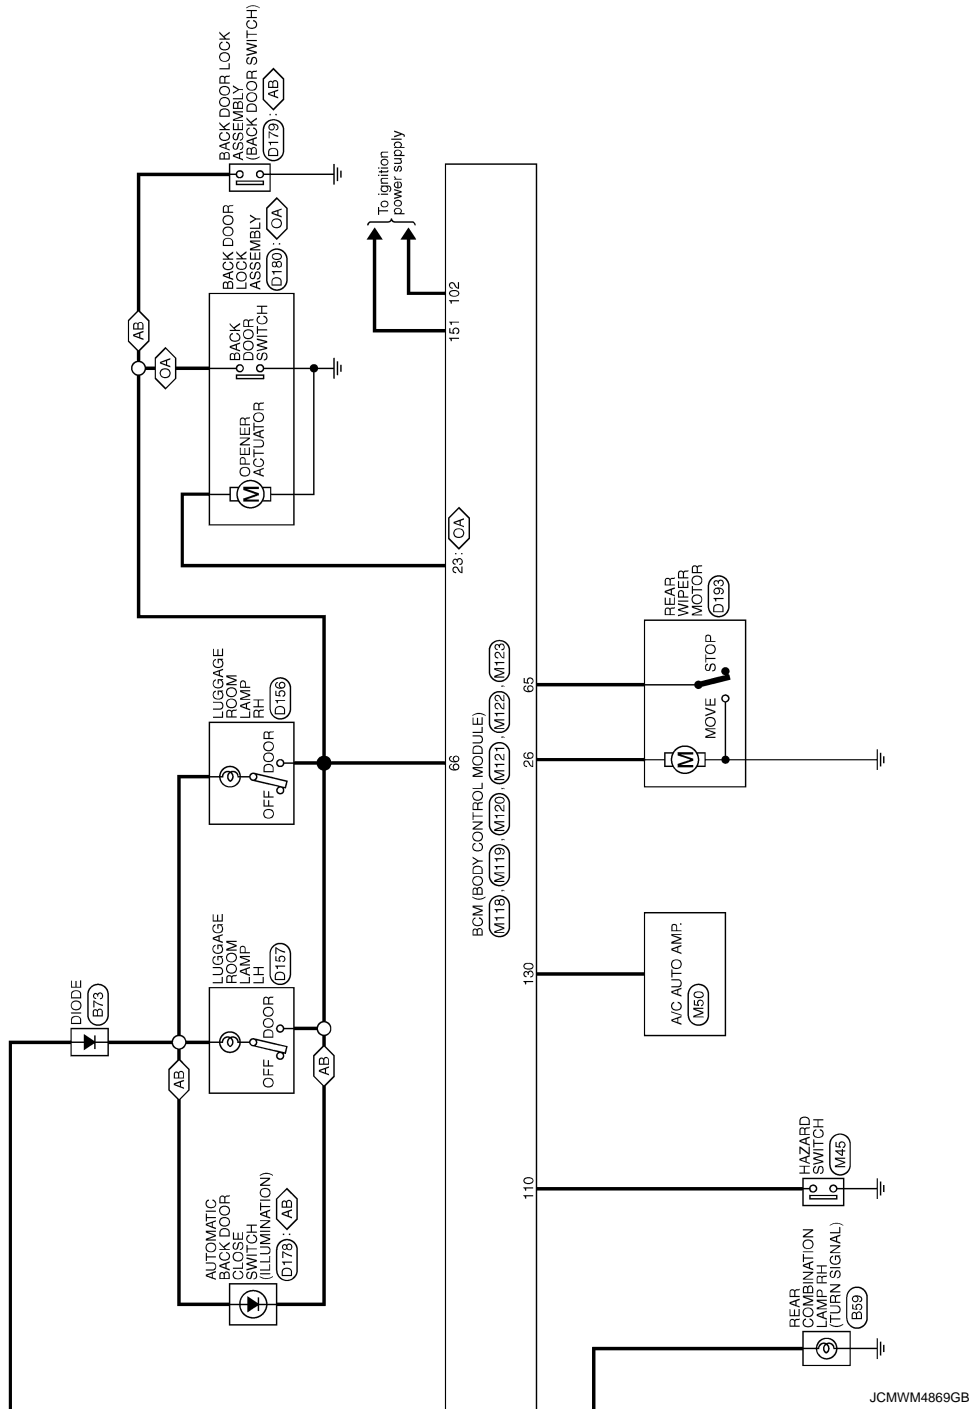 BACK DOOR LOCK
ASSEMBLY
(BACK DOOR SWITCH)
D179 : AB
BACK DOOR
LOCK
ASSEMBLY
D180 : OA
To ignition
power supply
AB
OA
BACK
DOOR
SWITCH
OPENER
ACTUATOR
M
102
151
23: OA
LUGGAGE
ROOM
LAMP
RH
D156
DOOR
OFF
66
BCM (BODY CONTROL MODULE)
M118 , M119 , M120 , M121 , M122 , M123
65
26
REAR
WIPER
MOTOR
D193
STOP
MOVE
M
DIODE
B73
LUGGAGE
ROOM
LAMP
LH
D157
DOOR
OFF
AB
AB
130
A/C AUTO AMP.
M50
AUTOMATIC
BACK DOOR
CLOSE
SWITCH
(ILLUMINATION)
D178 : AB
110
HAZARD
SWITCH
M45
REAR
COMBINATION
LAMP RH
(TURN SIGNAL)
B59
JCMWM4869GB